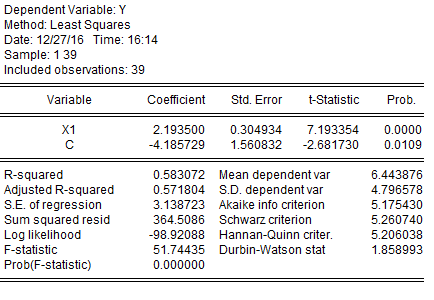 Dependent Variable: Y
Method: Least Squares
Date: 12/27/16 Time: 16:14
Sample: 1 39
Included observations: 39
Variable Coefficient Std. Error t-Statistic Prob.
X1 2.193500 0.304934 7.193354 0.0000
C -4.185729 1.560832 -2.681730 0.0109
R-squared 0.583072 Mean dependent var 6.443876
Adjusted R-squared 0.571804 S.D. dependent var 4.796578
S.E. of regression 3.138723 Akaike info criterion 5.175430
Sum squared resid 364.5086 Schwarz criterion 5.260740
Log likelihood -98.92088 Hannan-Quinn criter. 5.206038
F-statistic 51.74435 Durbin-Watson stat 1.858993
Prob(F-statistic) 0.000000